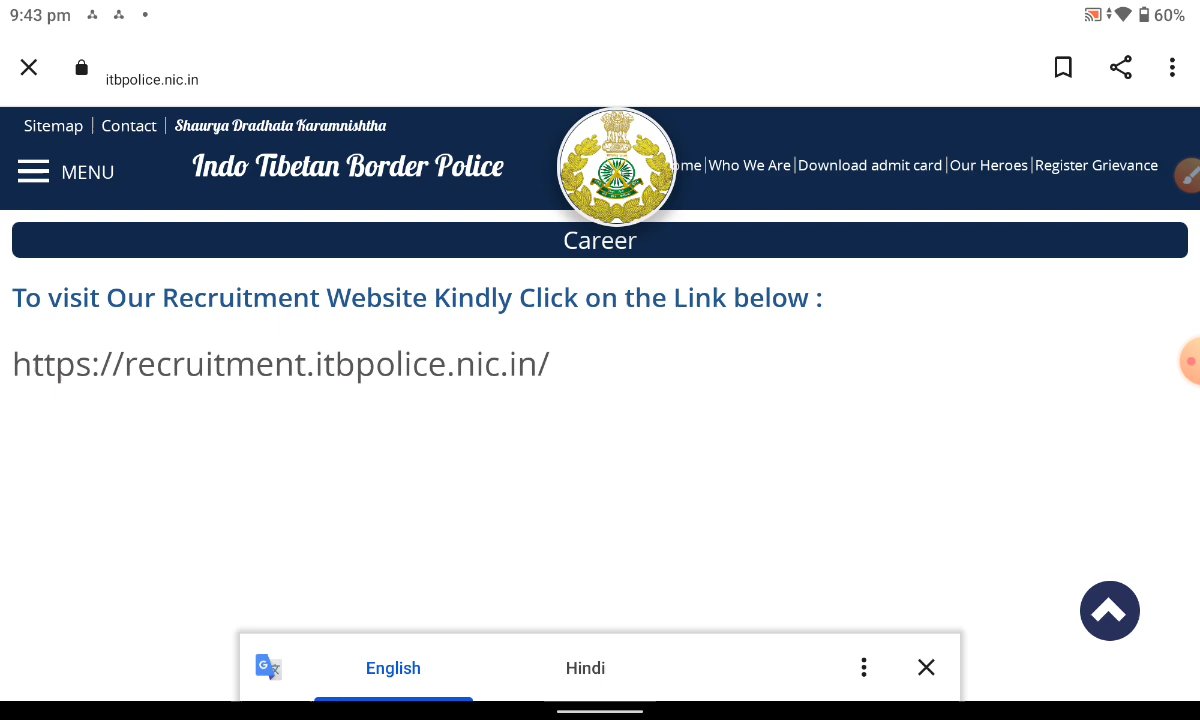 9:43 pm
60%
itbpolice.nic.in
Sitemap | Contact | Shaurya Dradhata Karamnishtha
MENU
Indo Tibetan Border Police
ome|Who We Are|Download admit card|Our Heroes|Register Grievance
Career
To visit Our Recruitment Website Kindly Click on the Link below :
https://recruitment.itbpolice.nic.in/
English
Hindi